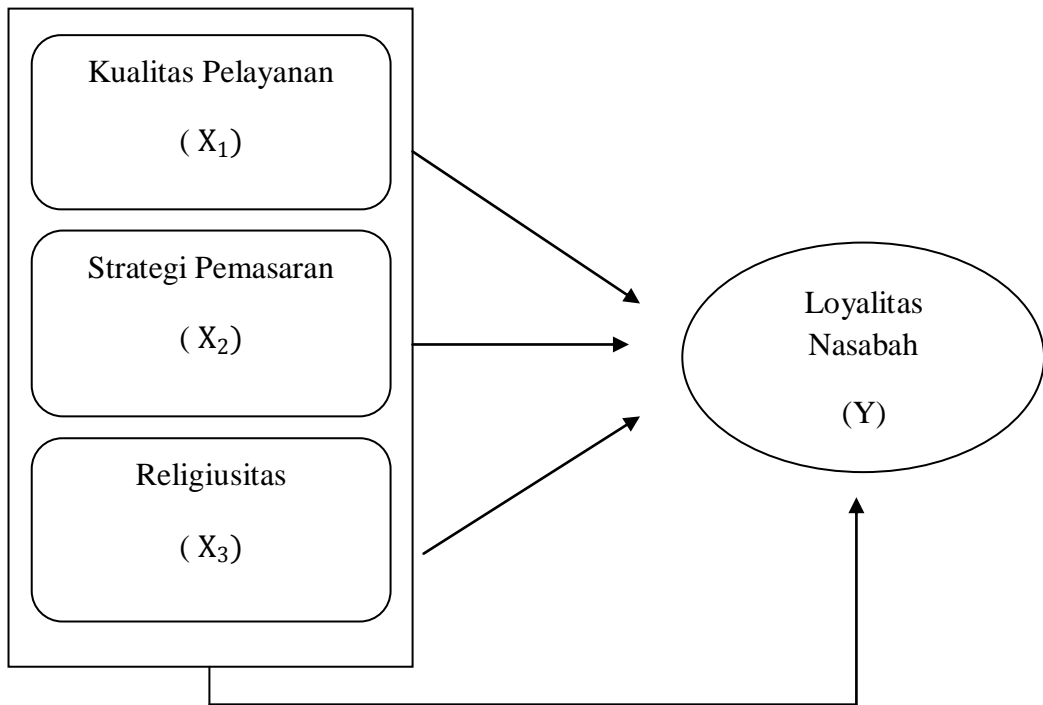 Kualitas Pelayanan
( X₁)
Strategi Pemasaran
( X₂)
Religiusitas
( X₃)
Loyalitas
Nasabah
(Y)